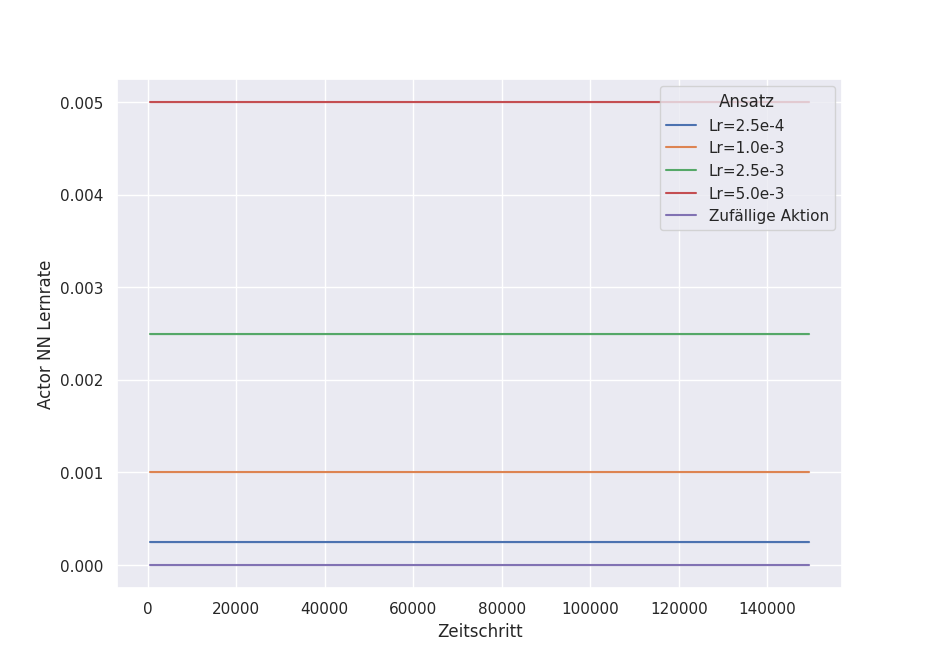 Ansatz
Lr=2.5e-4
Lr=1.0e-3
Lr=2.5e-3
Lr=5.0e-3
Zufällige Aktion
0.005
0.004
0.003
0.002
0.001
0.000
Actor NN Lernrate
0
20000
40000
60000
80000
100000
120000
140000
Zeitschritt